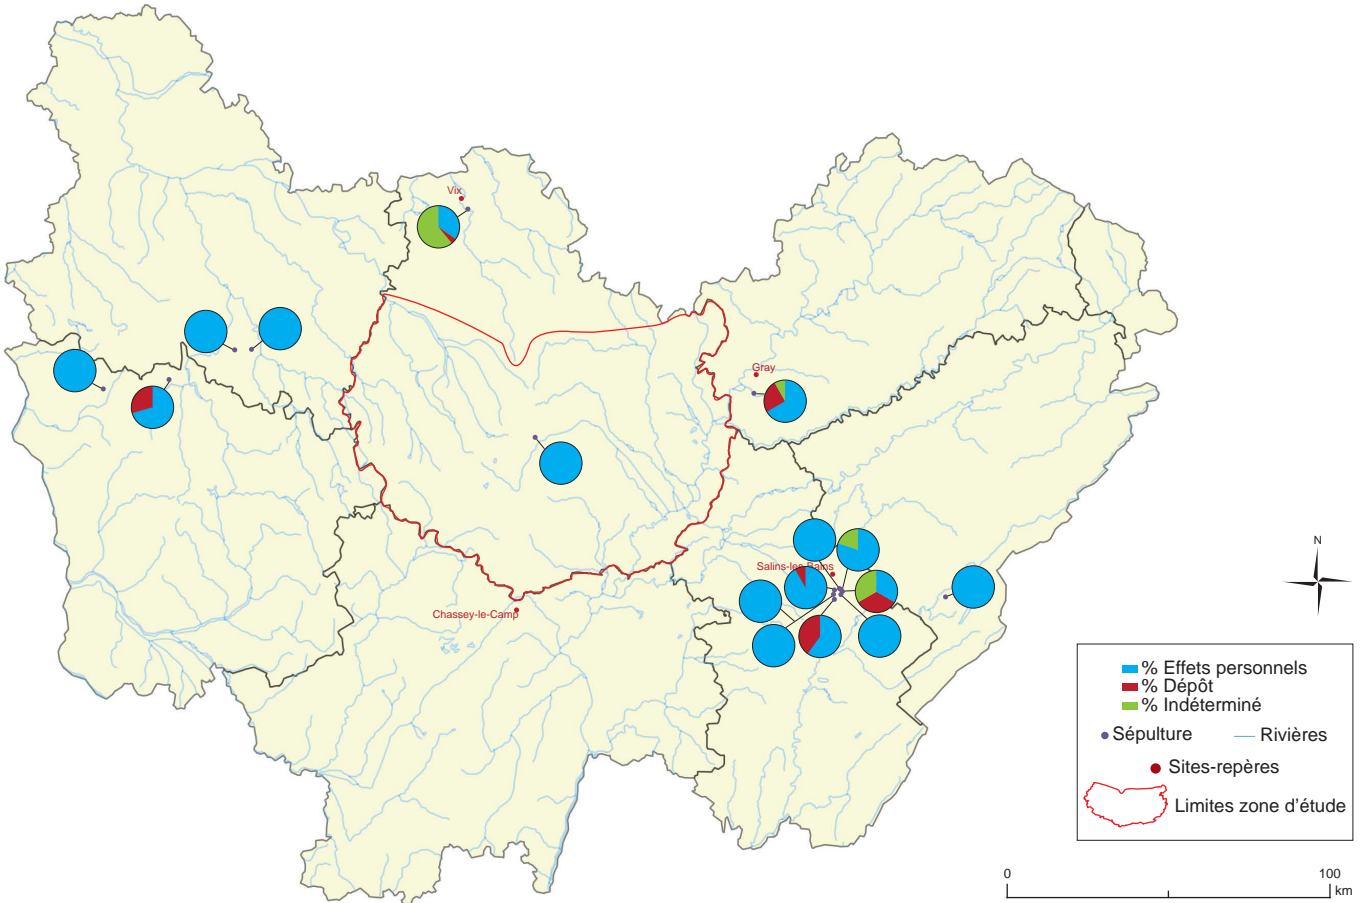 Vix
Gray
Salins-les-Bains
Chassey-le-Camp
N
% Effets personnels
% Dépôt
% Indéterminé
Sépulture
Rivières
Sites-repères
Limites zone d'étude
0
100
km